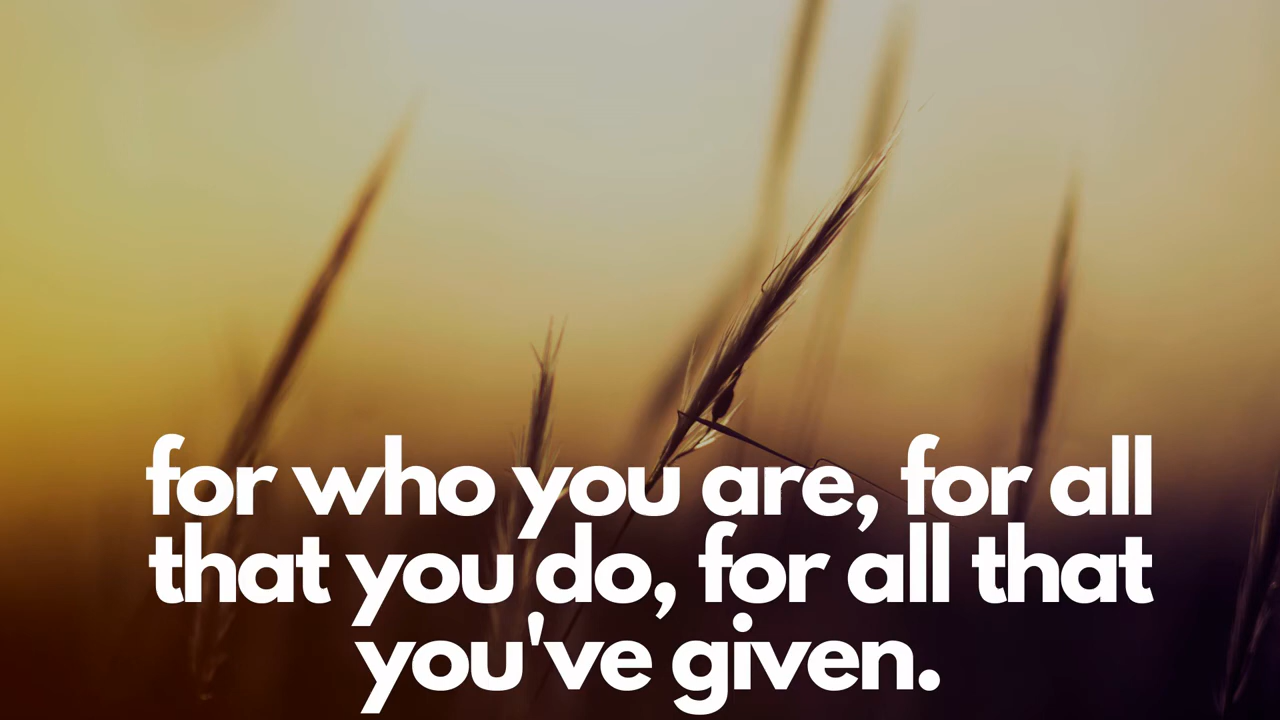 for who you are, for all
that you do, for all that
you've given.